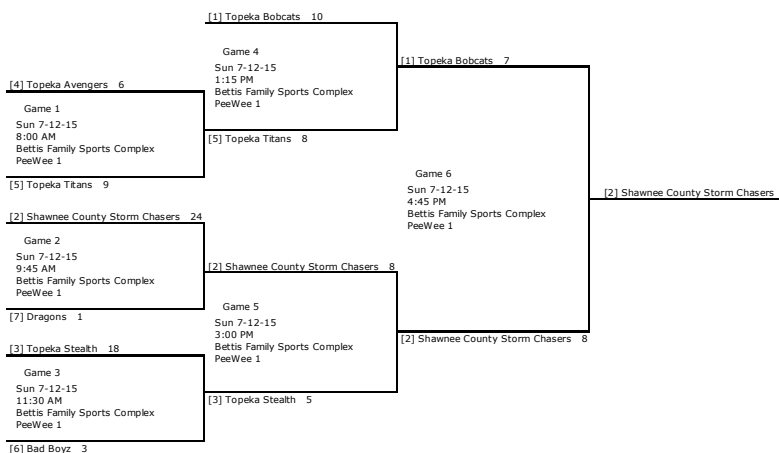 [1] Topeka Bobcats 10
Game 4
Sun 7-12-15
1:15 PM
Bettis Family Sports Complex
PeeWee 1
[1] Topeka Bobcats 7
[4] Topeka Avengers 6
Game 1
Sun 7-12-15
8:00 AM
Bettis Family Sports Complex
PeeWee 1
[5] Topeka Titans 8
[5] Topeka Titans 9
Game 6
Sun 7-12-15
4:45 PM
Bettis Family Sports Complex
PeeWee 1
[2] Shawnee County Storm Chasers
[2] Shawnee County Storm Chasers 24
Game 2
Sun 7-12-15
9:45 AM
Bettis Family Sports Complex
PeeWee 1
[2] Shawnee County Storm Chasers 8
[7] Dragons 1
Game 5
Sun 7-12-15
3:00 PM
Bettis Family Sports Complex
PeeWee 1
[2] Shawnee County Storm Chasers 8
[3] Topeka Stealth 18
Game 3
Sun 7-12-15
11:30 AM
Bettis Family Sports Complex
PeeWee 1
[3] Topeka Stealth 5
[6] Bad Boyz 3